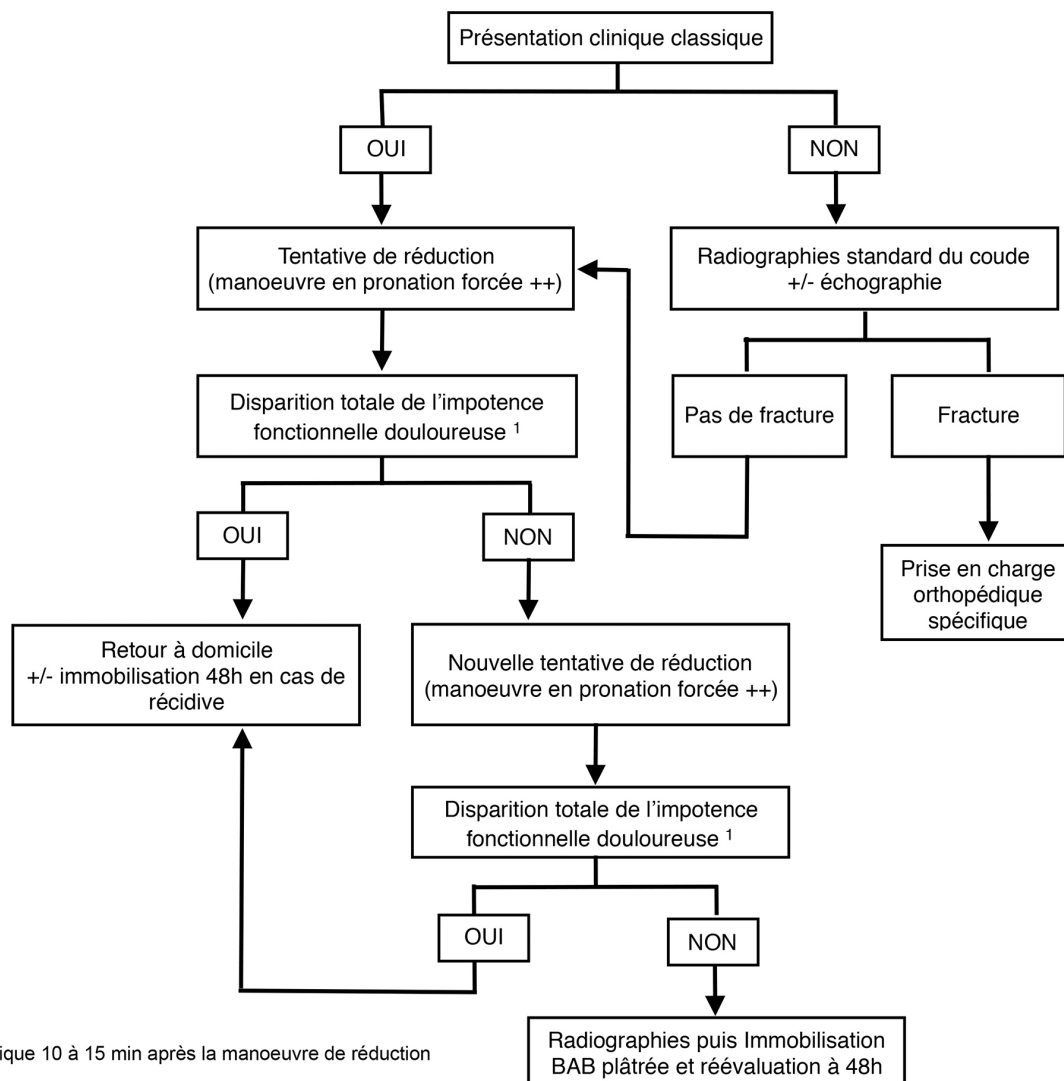 Présentation clinique classique
OUI
NON
Tentative de réduction
(manoeuvre en pronation forcée ++)
Radiographies standard du coude
+/- échographie
Disparition totale de l'impotence
fonctionnelle douloureuse 1
Pas de fracture
Fracture
OUI
NON
Prise en charge
orthopédique
spécifique
Retour à domicile
+/- immobilisation 48h en cas de
récidive
Nouvelle tentative de réduction
(manoeuvre en pronation forcée ++)
Disparition totale de l'impotence
fonctionnelle douloureuse 1
OUI
NON
Radiographies puis Immobilisation
BAB plâtrée et réévaluation à 48h
ique 10 à 15 min après la manoeuvre de réduction